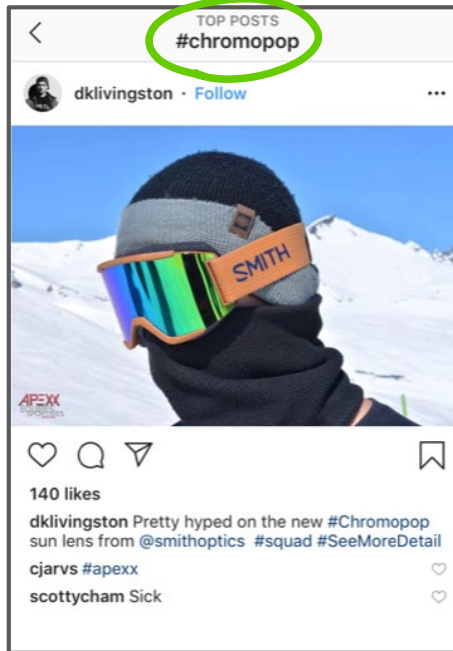 TOP POSTS
#chromopop
dklivingston · Follow
SMITH
APEXX
140 likes
dklivingston Pretty hyped on the new #Chromopop
sun lens from @smithoptics #squad #SeeMoreDetail
cjarvs #apexx
scottycham Sick